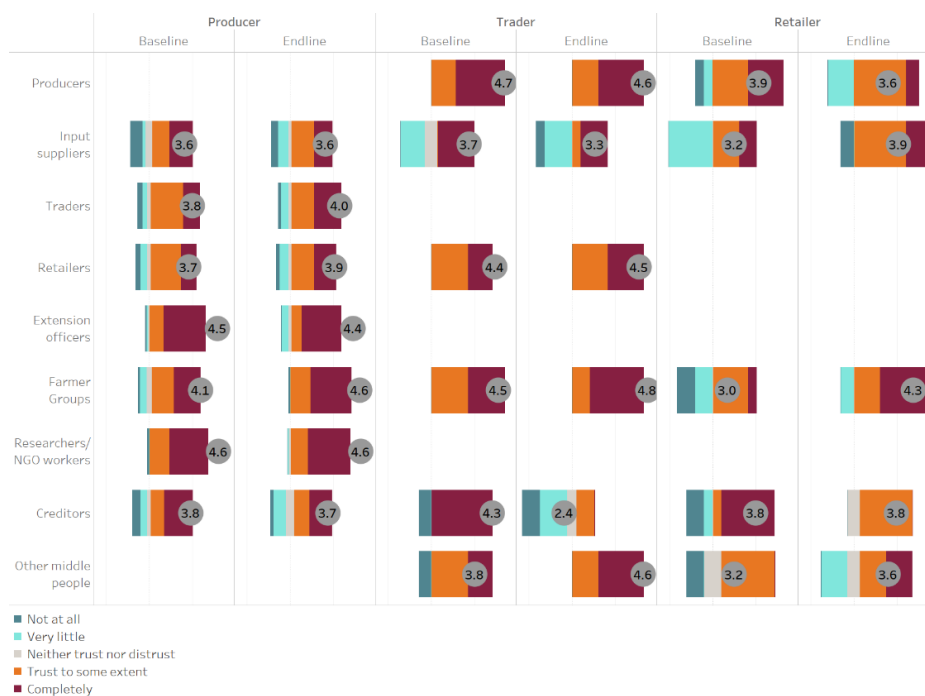 Producer Trader Retailer
Baseline Endline Baseline Endline Baseline Endline
Producers 4.7 4.6 3.9 3.6
Input
suppliers 3.6 3.6 3.7 3.3 3.2 3.9
Traders 3.8 4.0
Retailers 3.7 3.9 4.4 4.5
Extension
officers 4.5 4.4
Farmer
Groups 4.1 4.6 4.5 4.8 3.0 4.3
Researchers/
NGO workers 4.6 4.6
Creditors 3.8 3.7 4.3 2.4 3.8 3.8
Other middle
people 3.8 4.6 3.2 3.6
Not at all
Very little
Neither trust nor distrust
Trust to some extent
Completely